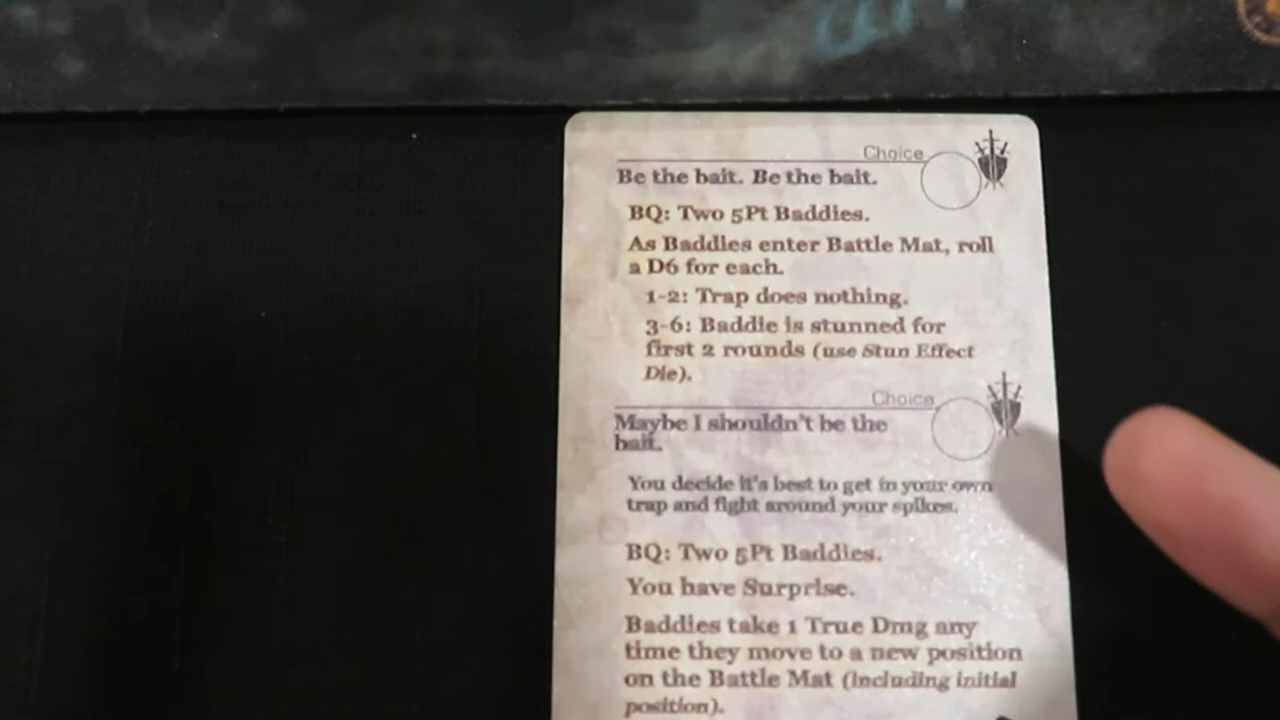 Choice
Be the bait. Be the bait.
BQ: Two 5Pt Baddies.
As Baddies enter Battle Mat, roll
a D6 for each.
1-2: Trap does nothing.
3-6: Baddie is stunned for
first 2 rounds (use Stun Effect
Die).
Choice
Maybe I shouldn't be the
bait.
You decide it's best to get in your own
trap and fight around your spikes.
BQ: Two 5Pt Baddies.
You have Surprise.
Baddies take 1 True Dmg any
time they move to a new position
on the Battle Mat (including initial
position).